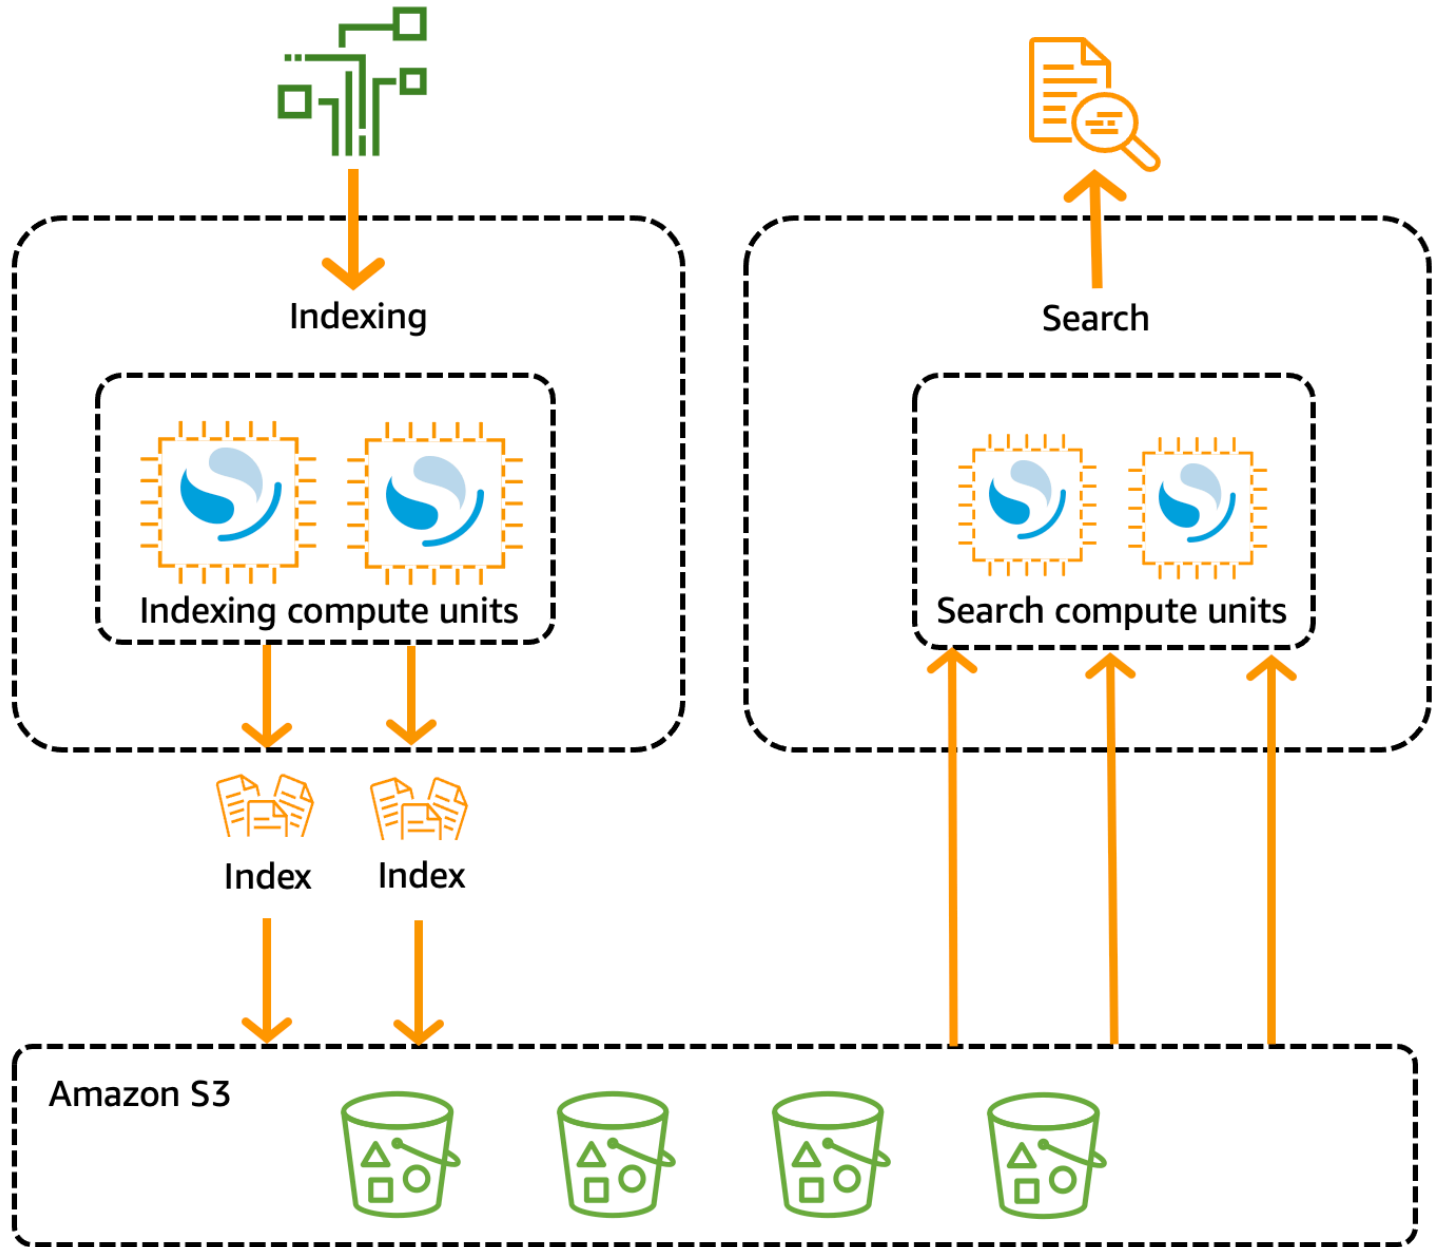 Indexing
Search
Indexing compute units
Search compute units
Index
Index
Amazon S3